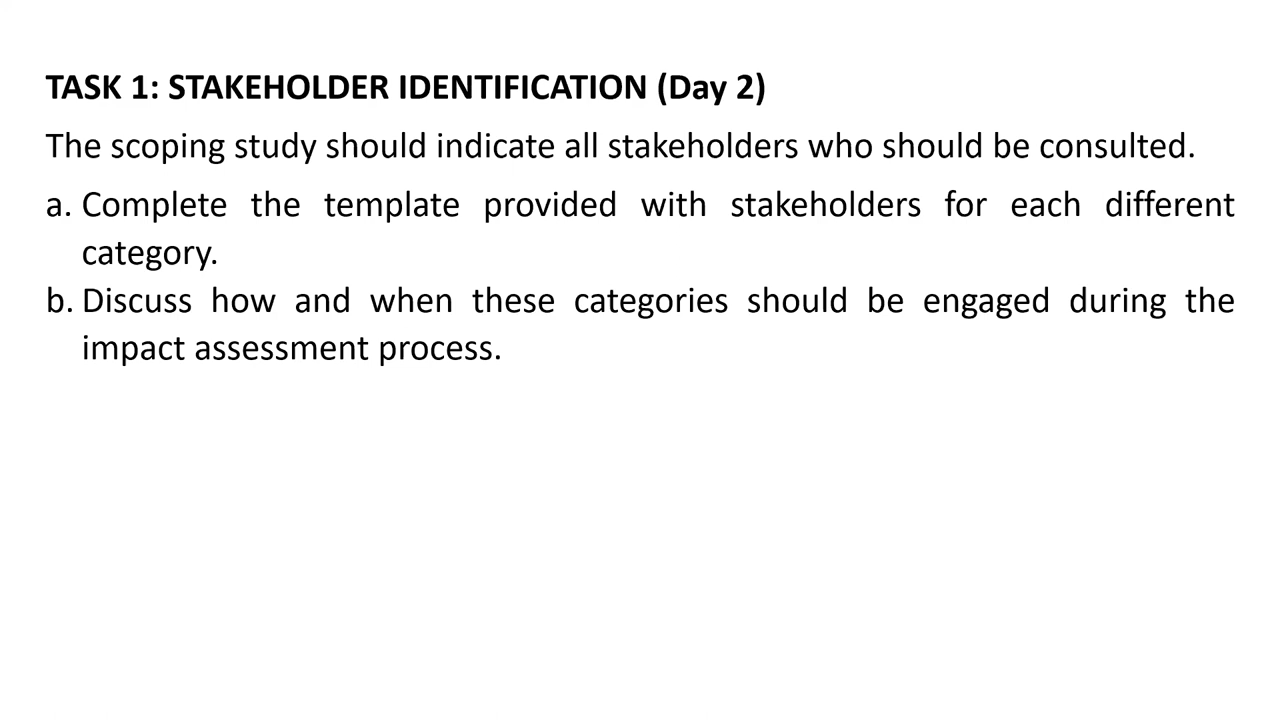 TASK 1: STAKEHOLDER IDENTIFICATION (Day 2)
The scoping study should indicate all stakeholders who should be consulted.
a. Complete the template provided with stakeholders for each different
category.
b. Discuss how and when these categories should be engaged during the
impact assessment process.